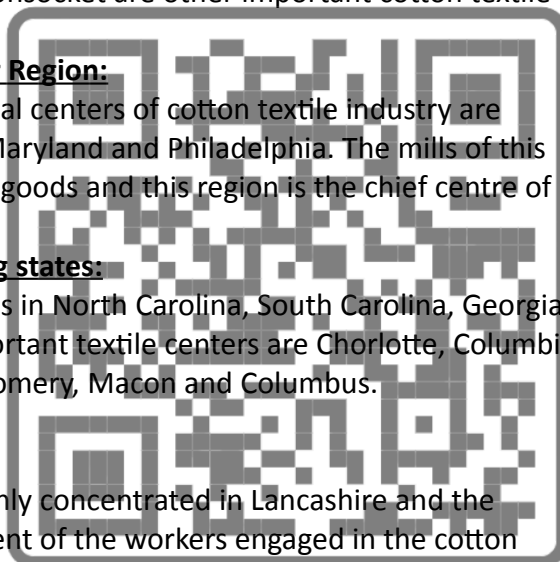 onsocket are other important cotton textile
Region:
al centers of cotton textile industry are
Maryland and Philadelphia. The mills of this
goods and this region is the chief centre of
g states:
s in North Carolina, South Carolina, Georgia
ortant textile centers are Chorlotte, Columbi
omery, Macon and Columbus.
nly concentrated in Lancashire and the
ent of the workers engaged in the cotton